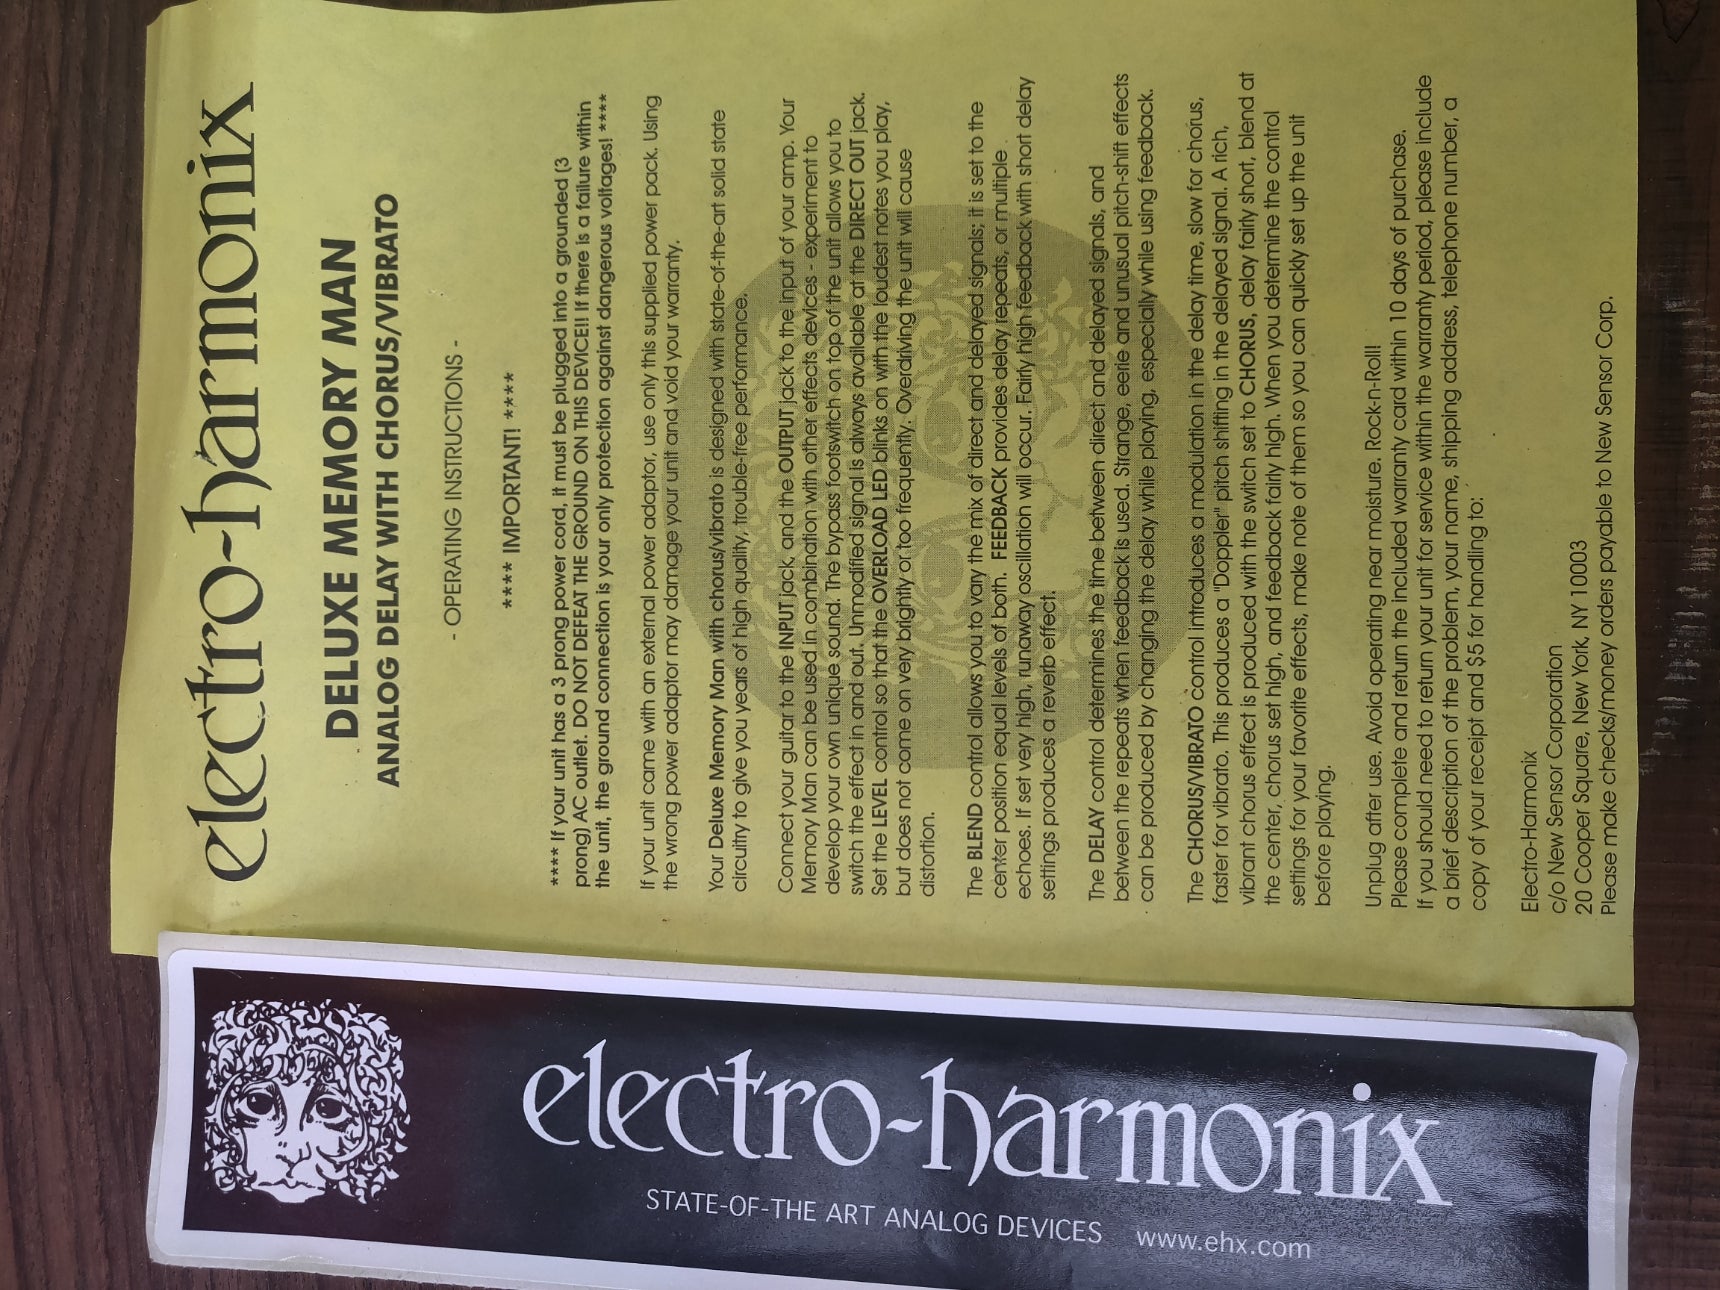 electro-harmonix
DELUXE MEMORY MAN
ANALOG DELAY WITH CHORUS/VIBRATO
- OPERATING INSTRUCTIONS -
**** IMPORTANT! ****
**** If your unit has a 3 prong power cord, it must be plugged into a grounded (3
prong) AC outlet. DO NOT DEFEAT THE GROUND ON THIS DEVICE!! If there is a failure within
the unit, the ground connection is your only protection against dangerous voltages! ****
If your unit came with an external power adaptor, use only this supplied power pack. Using
the wrong power adaptor may damage your unit and void your warranty.
Your Deluxe Memory Man with chorus/vibrato is designed with state-of-the-art solid state
circuitry to give you years of high quality, trouble-free performance.
Connect your guitar to the INPUT jack, and the OUTPUT jack to the input of your amp. Your
Memory Man can be used in combination with other effects devices - experiment to
develop your own unique sound. The bypass footswitch on top of the unit allows you to
switch the effect in and out. Unmodified signal is always available at the DIRECT OUT jack.
Set the LEVEL control so that the OVERLOAD LED blinks on with the loudest notes you play,
but does not come on very brightly or too frequently. Overdriving the unit will cause
distortion.
The BLEND control allows you to vary the mix of direct and delayed signals; it is set to the
center position equal levels of both. FEEDBACK provides delay repeats, or multiple
echoes. If set very high, runaway oscillation will occur. Fairly high feedback with short delay
settings produces a reverb effect.
The DELAY control determines the time between direct and delayed signals, and
between the repeats when feedback is used. Strange, eerie and unusual pitch-shift effects
can be produced by changing the delay while playing, especially while using feedback.
The CHORUS/VIBRATO control introduces a modulation in the delay time, slow for chorus,
faster for vibrato. This produces a "Doppler" pitch shifting in the delayed signal. A rich,
vibrant chorus effect is produced with the switch set to CHORUS, delay fairly short, blend at
the center, chorus set high, and feedback fairly high. When you determine the control
settings for your favorite effects, make note of them so you can quickly set up the unit
before playing.
Unplug after use. Avoid operating near moisture. Rock-n-Roll!
Please complete and return the included warranty card within 10 days of purchase.
If you should need to return your unit for service within the warranty period, please include
a brief description of the problem, your name, shipping address, telephone number, a
copy of your receipt and $5 for handling to:
Electro-Harmonix
c/o New Sensor Corporation
20 Cooper Square, New York, NY 10003
Please make checks/money orders payable to New Sensor Corp.
electro-harmonix
STATE-OF-THE ART ANALOG DEVICES www.ehx.com